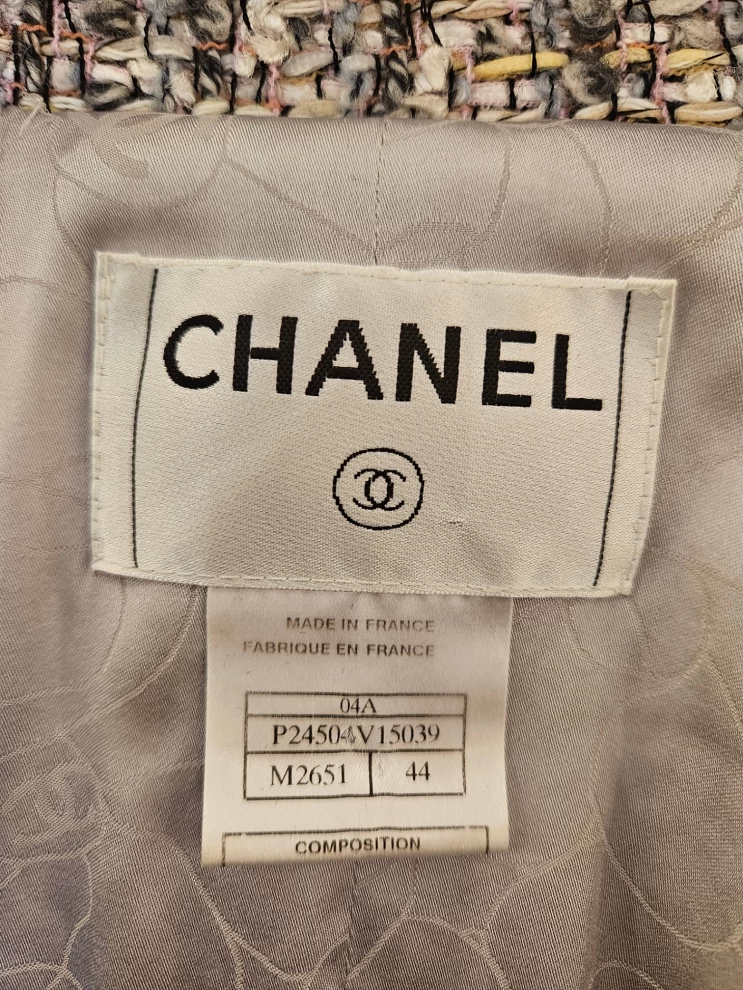 CHANEL
MADE IN FRANCE
FABRIQUE EN FRANCE
04A
P24504V15039
M2651 44
COMPOSITION